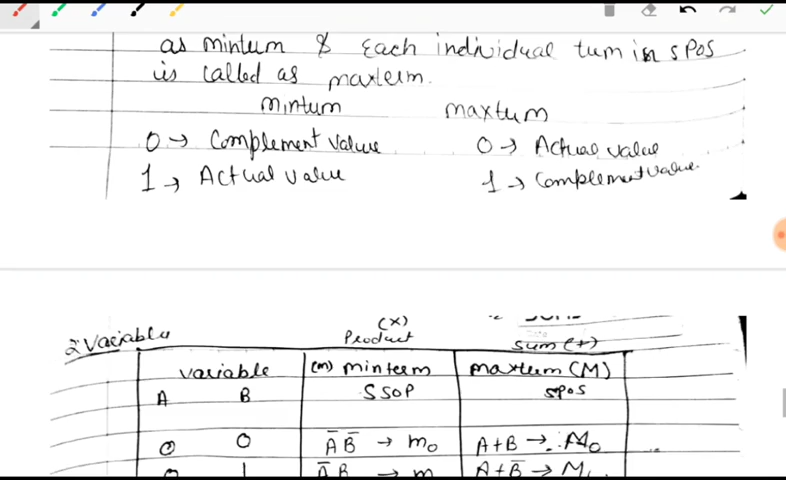 as minterm & Each individual term in SPOS
is called as maxterm.
minterm maxterm
0 → Complement value 0 → Actual value
1 → Actual value 1 → Complement value
(x)
2 Variable Product sum (+)
variable (m) minterm maxterm (M)
A B SSOP SPOS
0 0 A̅ B̅ → m₀ A+B → M₀
0 1 A̅ B → m A+B̅ → M₁